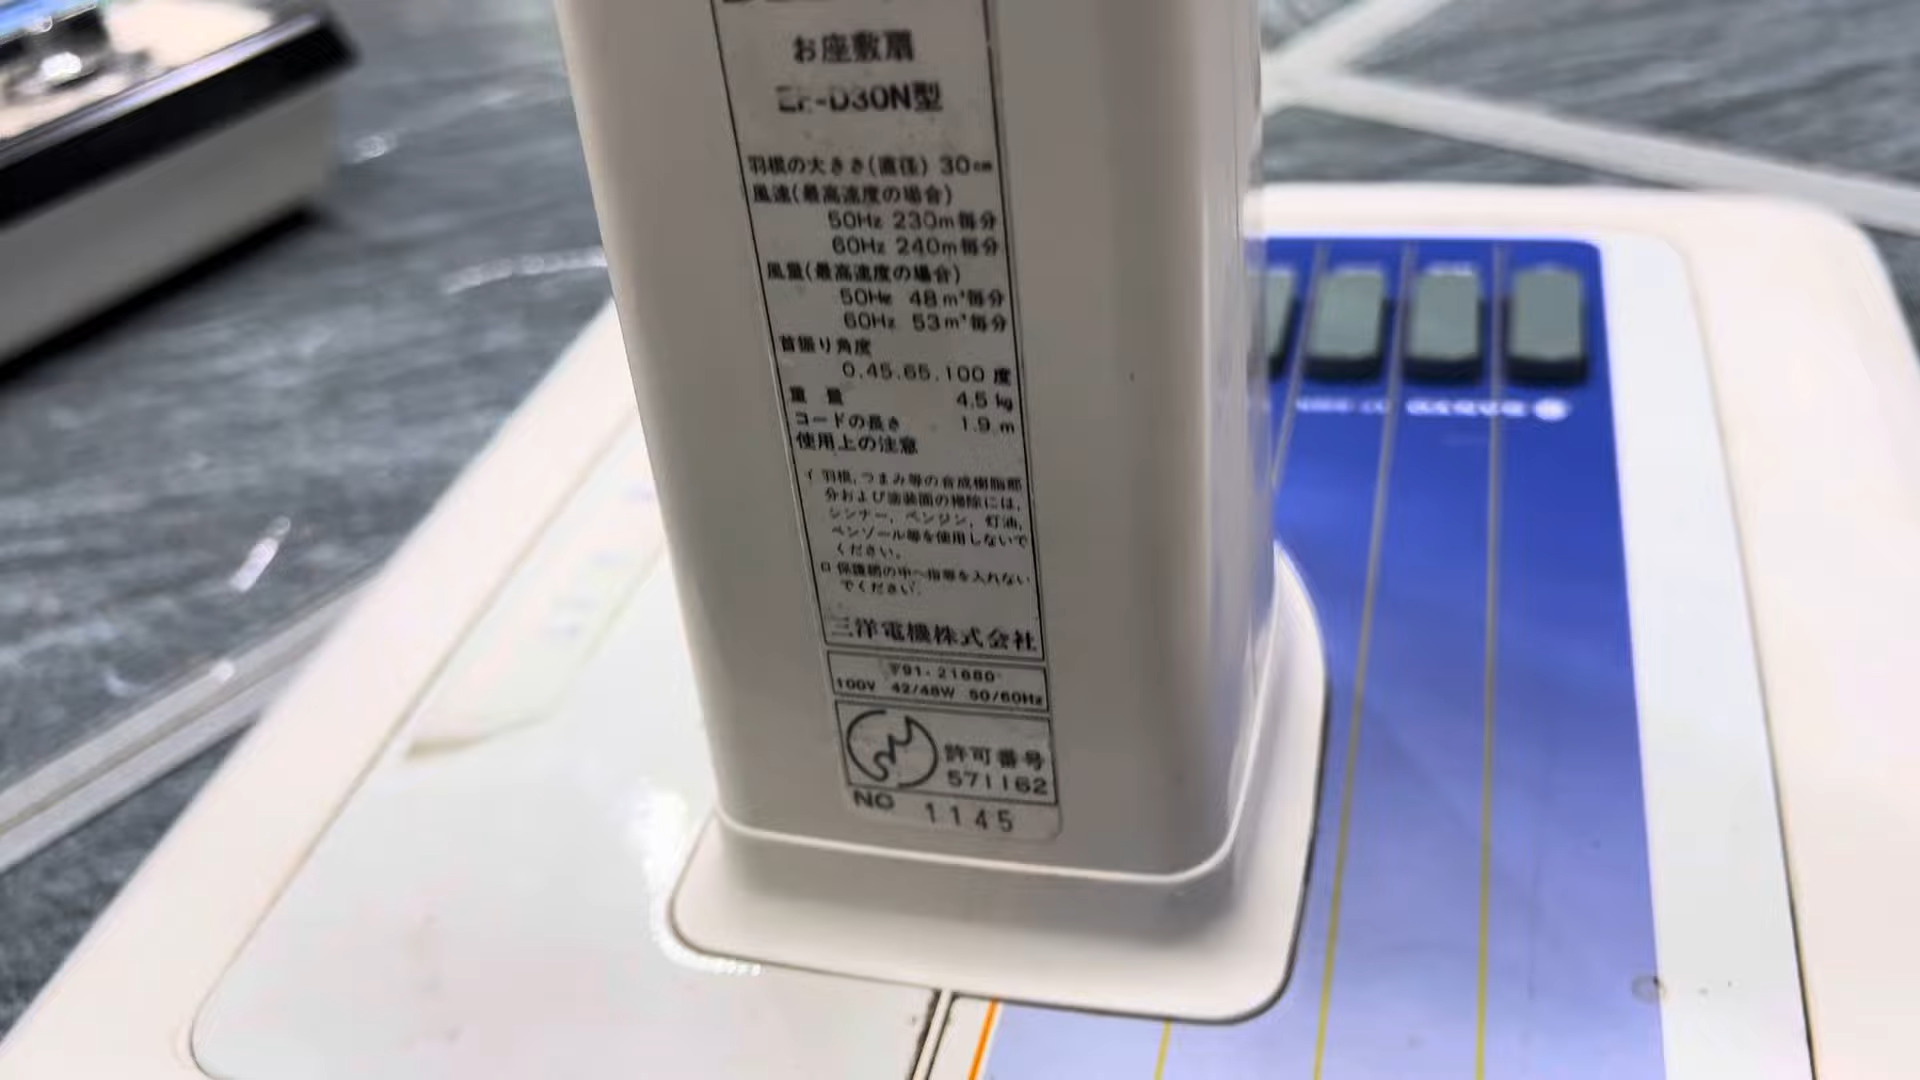 お座敷扇
EF-D30N型
羽根の大きさ(直径) 30cm
風速(最高速度の場合)
50Hz 230m毎分
60Hz 240m毎分
風量(最高速度の場合)
50Hz 48m³毎分
60Hz 53m³毎分
首振り角度
0.45.65.100 度
重量 4.5kg
コードの長さ 1.9m
使用上の注意
イ 羽根,つまみ等の合成樹脂部
分および塗装面の掃除には,
シンナー, ベンジン, 灯油,
ベンゾール等を使用しないで
ください。
ロ 保護網の中へ指等を入れない
でください。
三洋電機株式会社
〒91-21680
100V 42/48W 50/60Hz
許可番号
571162
NO 1145